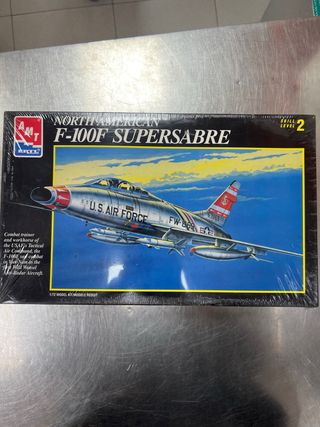 AMT
ERTL
NORTH AMERICAN
F-100F SUPERSABRE
SKILL LEVEL 2
U.S. AIR FORCE
Combat trainer
and workhorse of
the USAF's Tactical
Air Command, the
F-100F saw combat
in Viet Nam as the
first Wild Weasel
Anti-Radar Aircraft.